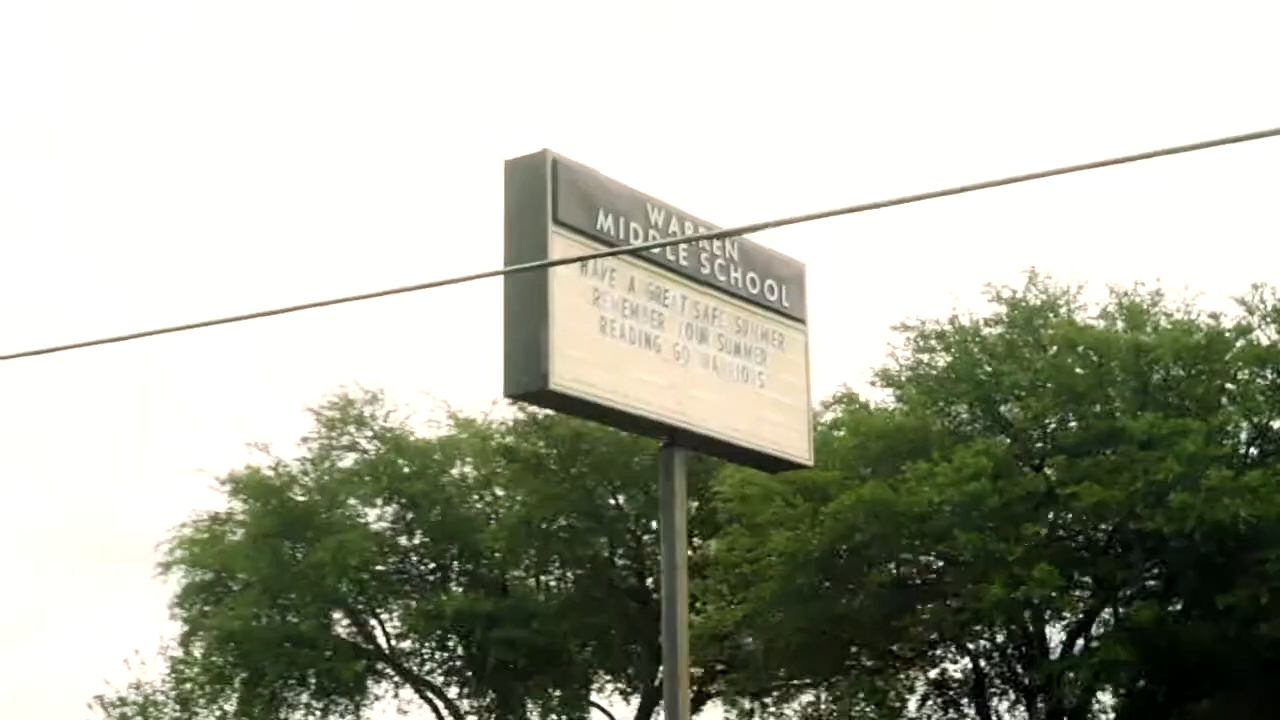 WARREN
MIDDLE SCHOOL
HAVE A GREAT SAFE SUMMER
REMEMBER YOUR SUMMER
READING GO WARRIORS